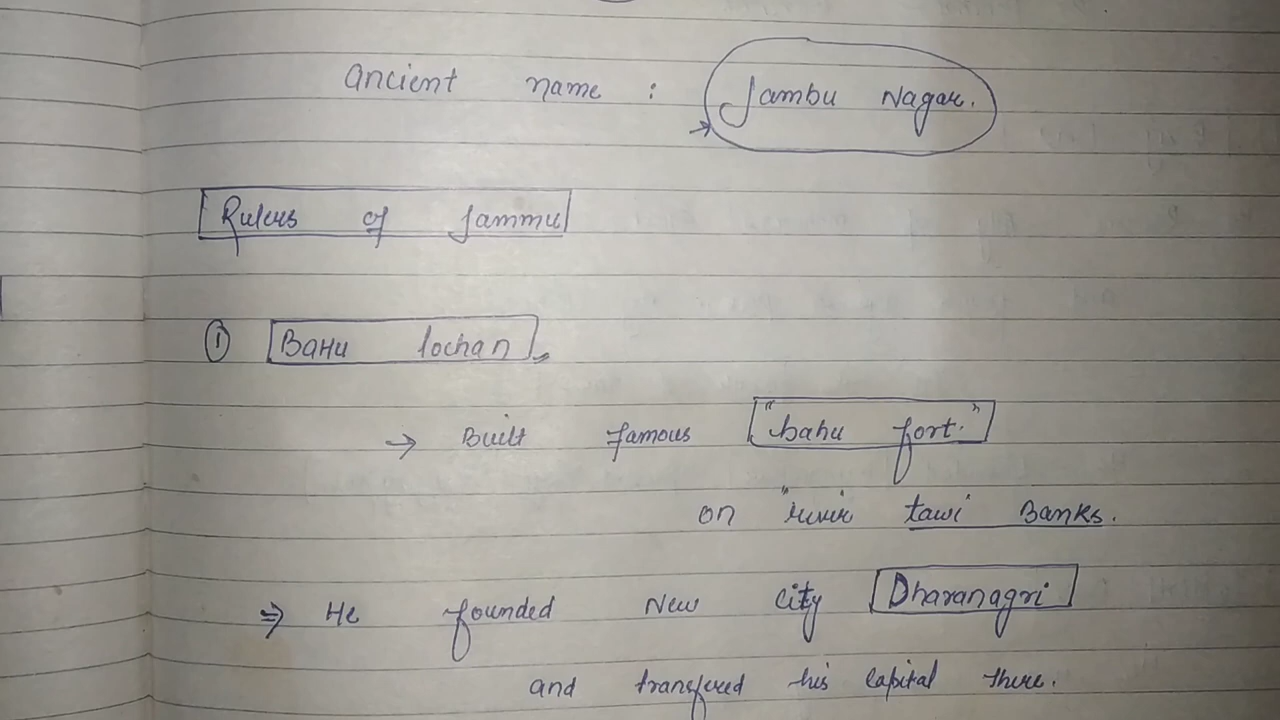 Ancient name : Jambu Nagar.
Rulers of Jammu
① Bahu lochan
→ Built famous "bahu fort."
on "river tawi Banks.
⇒ He founded New city Dharanagri
and transfered his capital there.